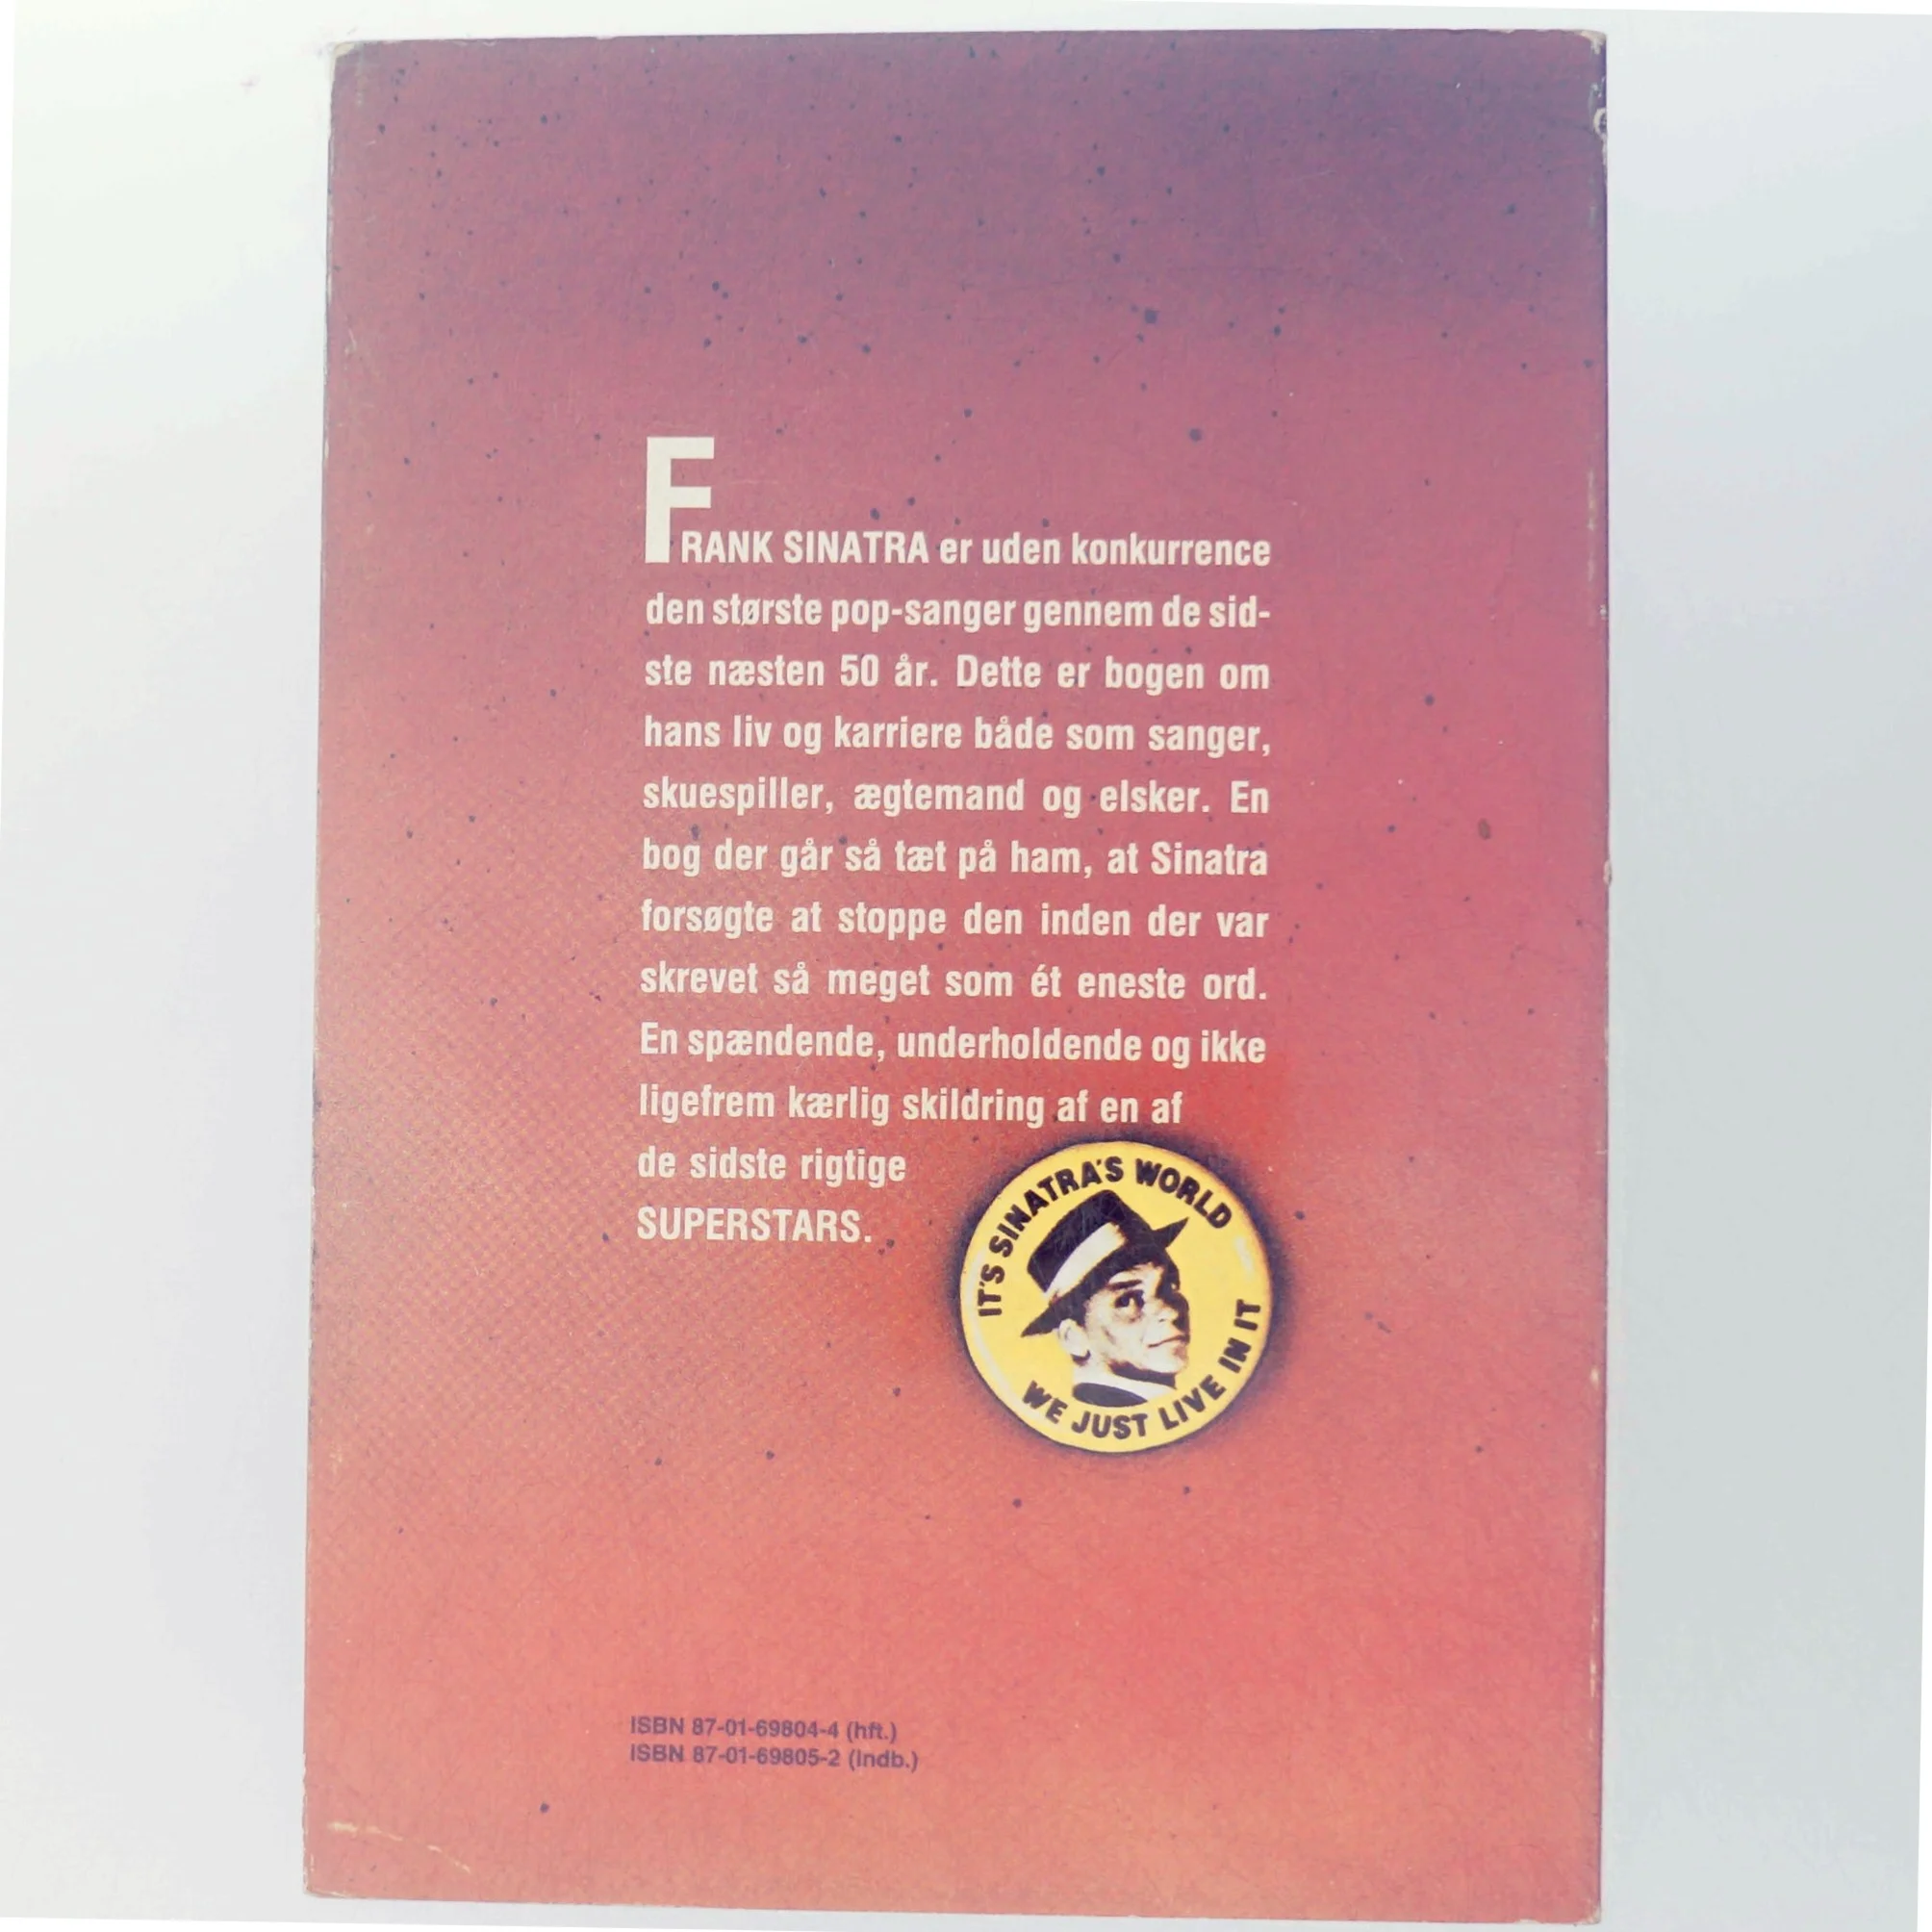 FRANK SINATRA er uden konkurrence
den største pop-sanger gennem de sid-
ste næsten 50 år. Dette er bogen om
hans liv og karriere både som sanger,
skuespiller, ægtemand og elsker. En
bog der går så tæt på ham, at Sinatra
forsøgte at stoppe den inden der var
skrevet så meget som ét eneste ord.
En spændende, underholdende og ikke
ligefrem kærlig skildring af en af
de sidste rigtige
SUPERSTARS.
IT'S SINATRA'S WORLD
WE JUST LIVE IN IT
ISBN 87-01-69804-4 (hft.)
ISBN 87-01-69805-2 (indb.)